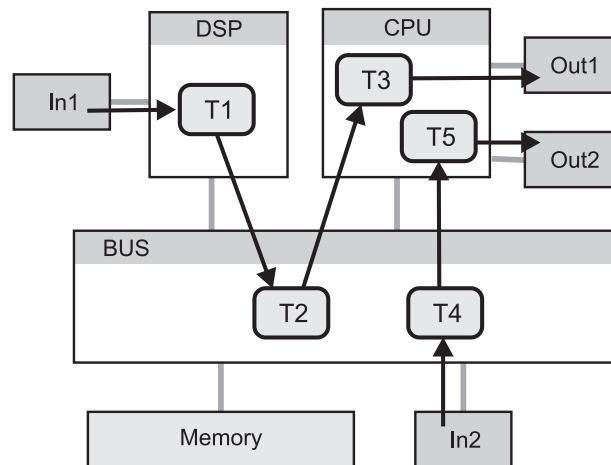 DSP
CPU
In1
T1
T3
Out1
T5
Out2
BUS
T2
T4
Memory
In2